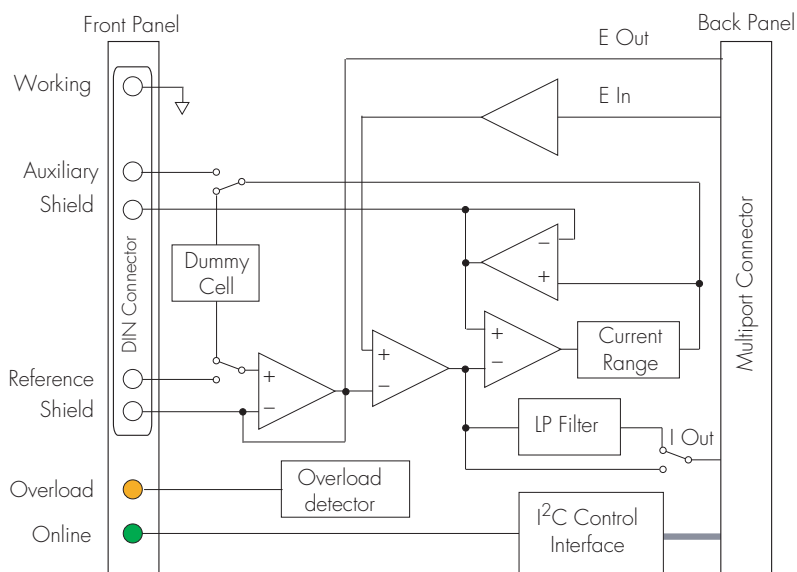 Front Panel
Back Panel
E Out
Working
E In
Auxiliary
Shield
−
+
DIN Connector
Dummy
Cell
Multiport Connector
+
−
Current
Range
+
−
+
−
Reference
Shield
LP Filter
I Out
Overload
Overload
detector
Online
I²C Control
Interface